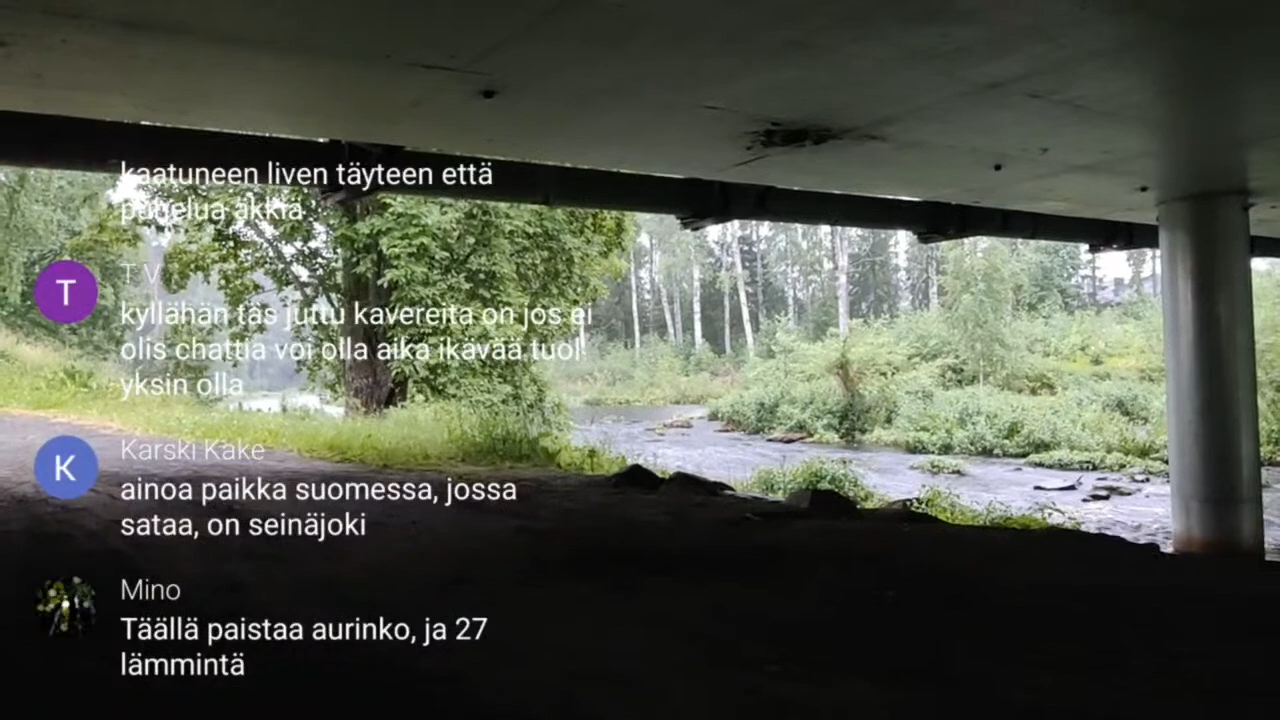 kaatuneen liven täyteen että
puhelua äkkiä
T
T V
kyllähän täs juttu kavereita on jos ei
olis chattia voi olla aika ikävää tuol
yksin olla
K
Karski Kake
ainoa paikka suomessa, jossa
sataa, on seinäjoki
Mino
Täällä paistaa aurinko, ja 27
lämmintä